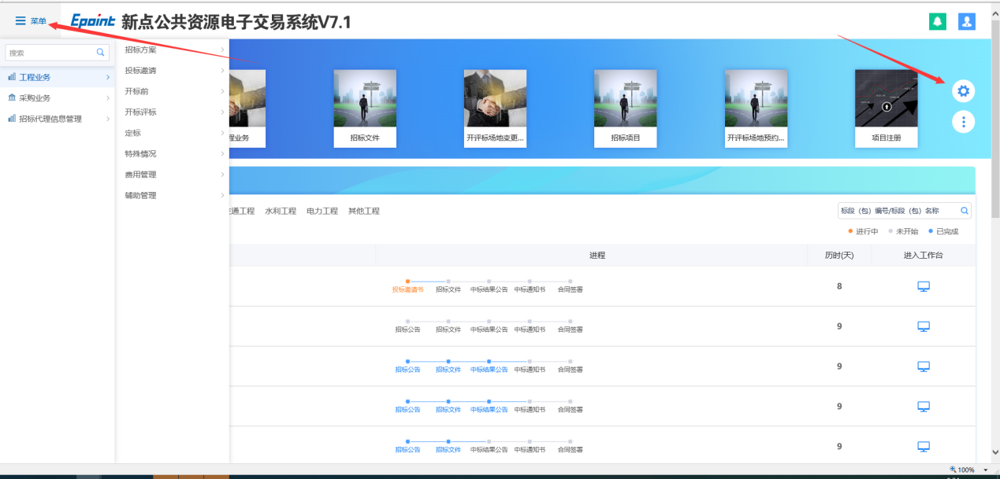 菜单
Epoint 新点公共资源电子交易系统V7.1
搜索
工程业务
采购业务
招标代理信息管理
招标方案
投标邀请
开标前
开标评标
定标
特殊情况
费用管理
辅助管理
程业务
招标文件
开评标场地变更...
招标项目
开评标场地预约...
项目注册
通工程 水利工程 电力工程 其他工程
标段（包）编号/标段（包）名称
进行中 未开始 已完成
进程 历时(天) 进入工作台
投标邀请书 招标文件 中标结果公告 中标通知书 合同签署 8
招标公告 招标文件 中标结果公告 中标通知书 合同签署 9
招标公告 招标文件 中标结果公告 中标通知书 合同签署 9
招标公告 招标文件 中标结果公告 中标通知书 合同签署 9
招标公告 招标文件 中标结果公告 中标通知书 合同签署 9
100%